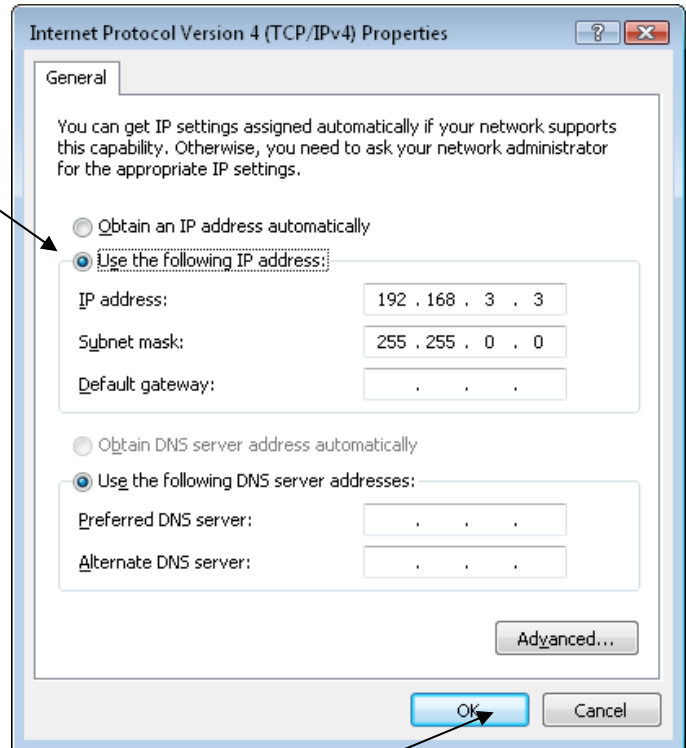 Internet Protocol Version 4 (TCP/IPv4) Properties
General
You can get IP settings assigned automatically if your network supports
this capability. Otherwise, you need to ask your network administrator
for the appropriate IP settings.
Obtain an IP address automatically
Use the following IP address:
IP address: 192 . 168 . 3 . 3
Subnet mask: 255 . 255 . 0 . 0
Default gateway: . . .
Obtain DNS server address automatically
Use the following DNS server addresses:
Preferred DNS server: . . .
Alternate DNS server: . . .
Advanced...
OK Cancel